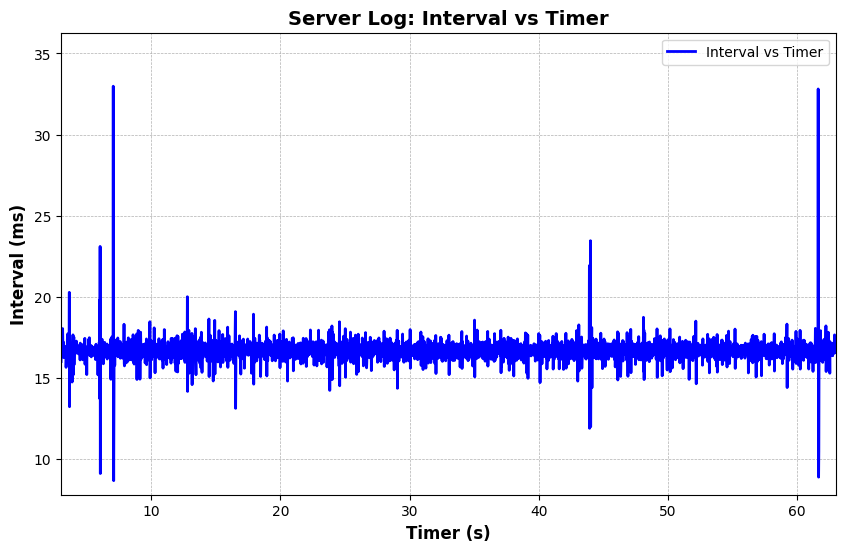 Server Log: Interval vs Timer
Interval vs Timer
Interval (ms)
35
30
25
20
15
10
10 20 30 40 50 60
Timer (s)